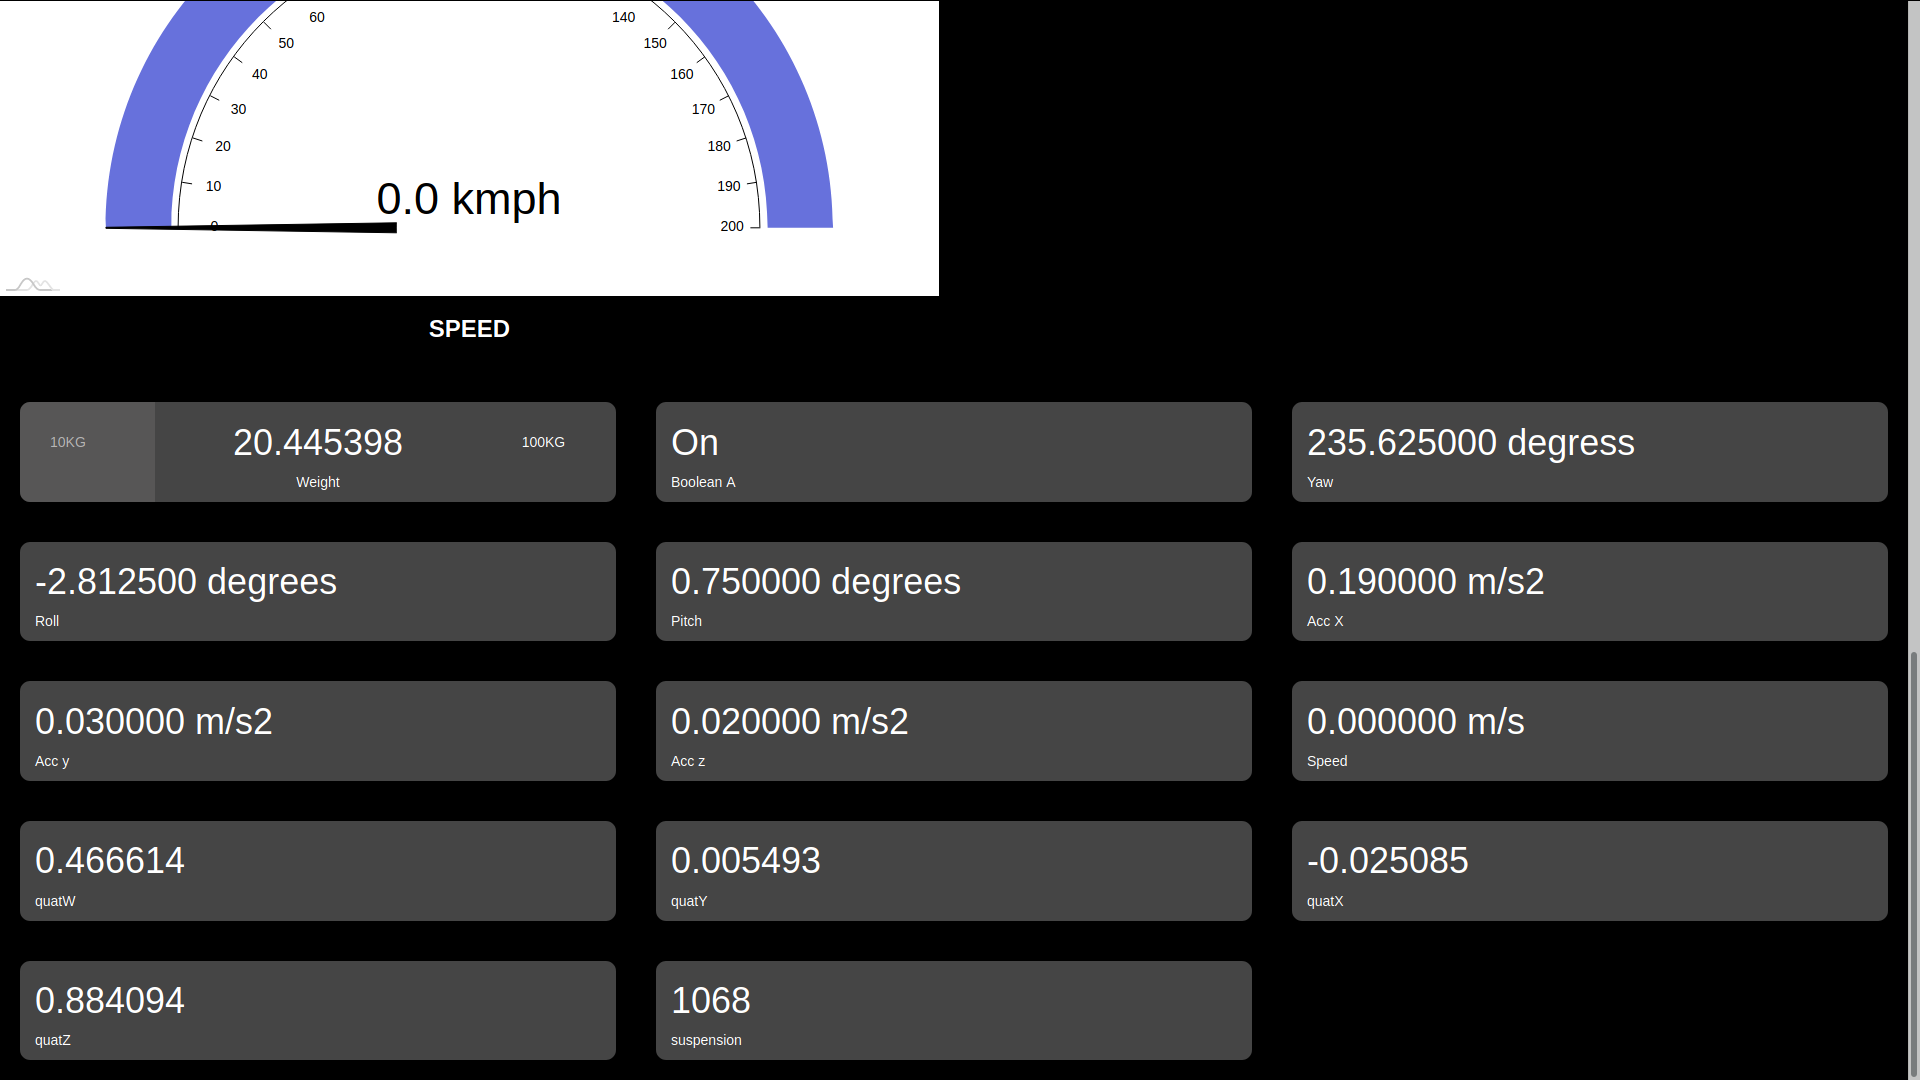 60
140
50
150
40
160
30
170
20
180
10
190
0.0 kmph
0
200
SPEED
10KG
20.445398
100KG
Weight
On
Boolean A
235.625000 degress
Yaw
-2.812500 degrees
Roll
0.750000 degrees
Pitch
0.190000 m/s2
Acc X
0.030000 m/s2
Acc y
0.020000 m/s2
Acc z
0.000000 m/s
Speed
0.466614
quatW
0.005493
quatY
-0.025085
quatX
0.884094
quatZ
1068
suspension